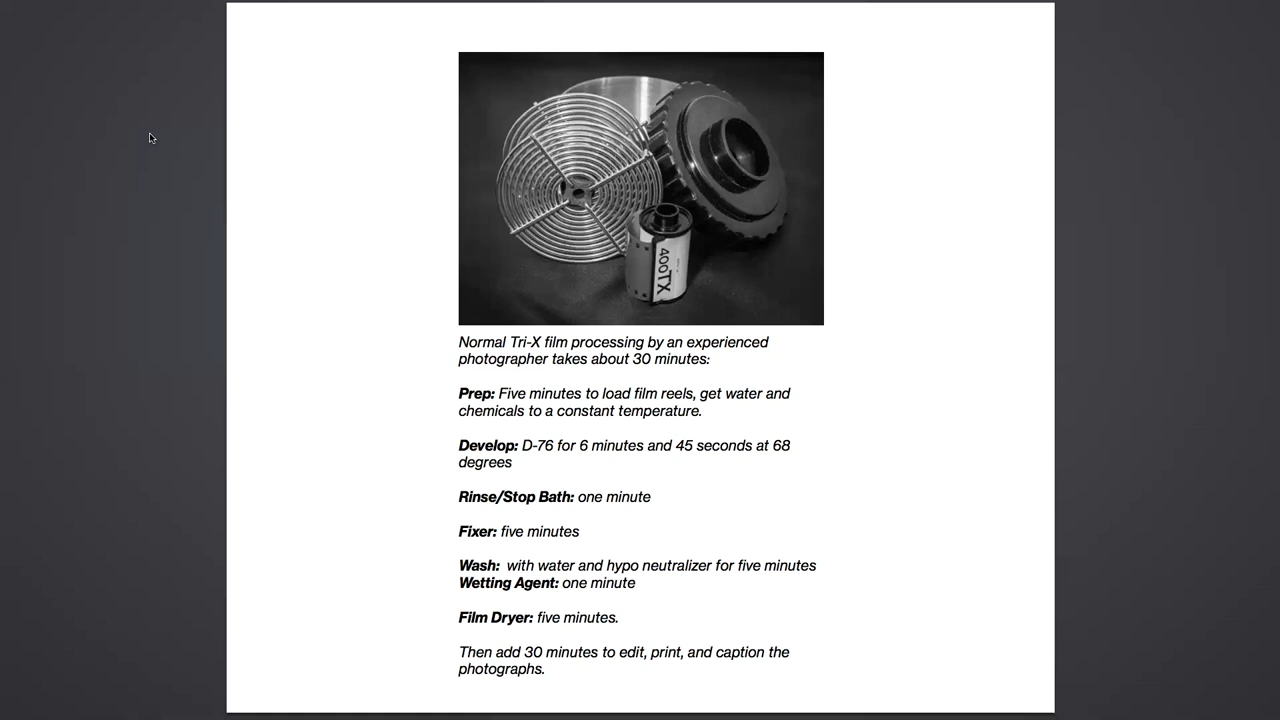 400TX
Normal Tri-X film processing by an experienced
photographer takes about 30 minutes:
Prep: Five minutes to load film reels, get water and
chemicals to a constant temperature.
Develop: D-76 for 6 minutes and 45 seconds at 68
degrees
Rinse/Stop Bath: one minute
Fixer: five minutes
Wash:  with water and hypo neutralizer for five minutes
Wetting Agent: one minute
Film Dryer: five minutes.
Then add 30 minutes to edit, print, and caption the
photographs.